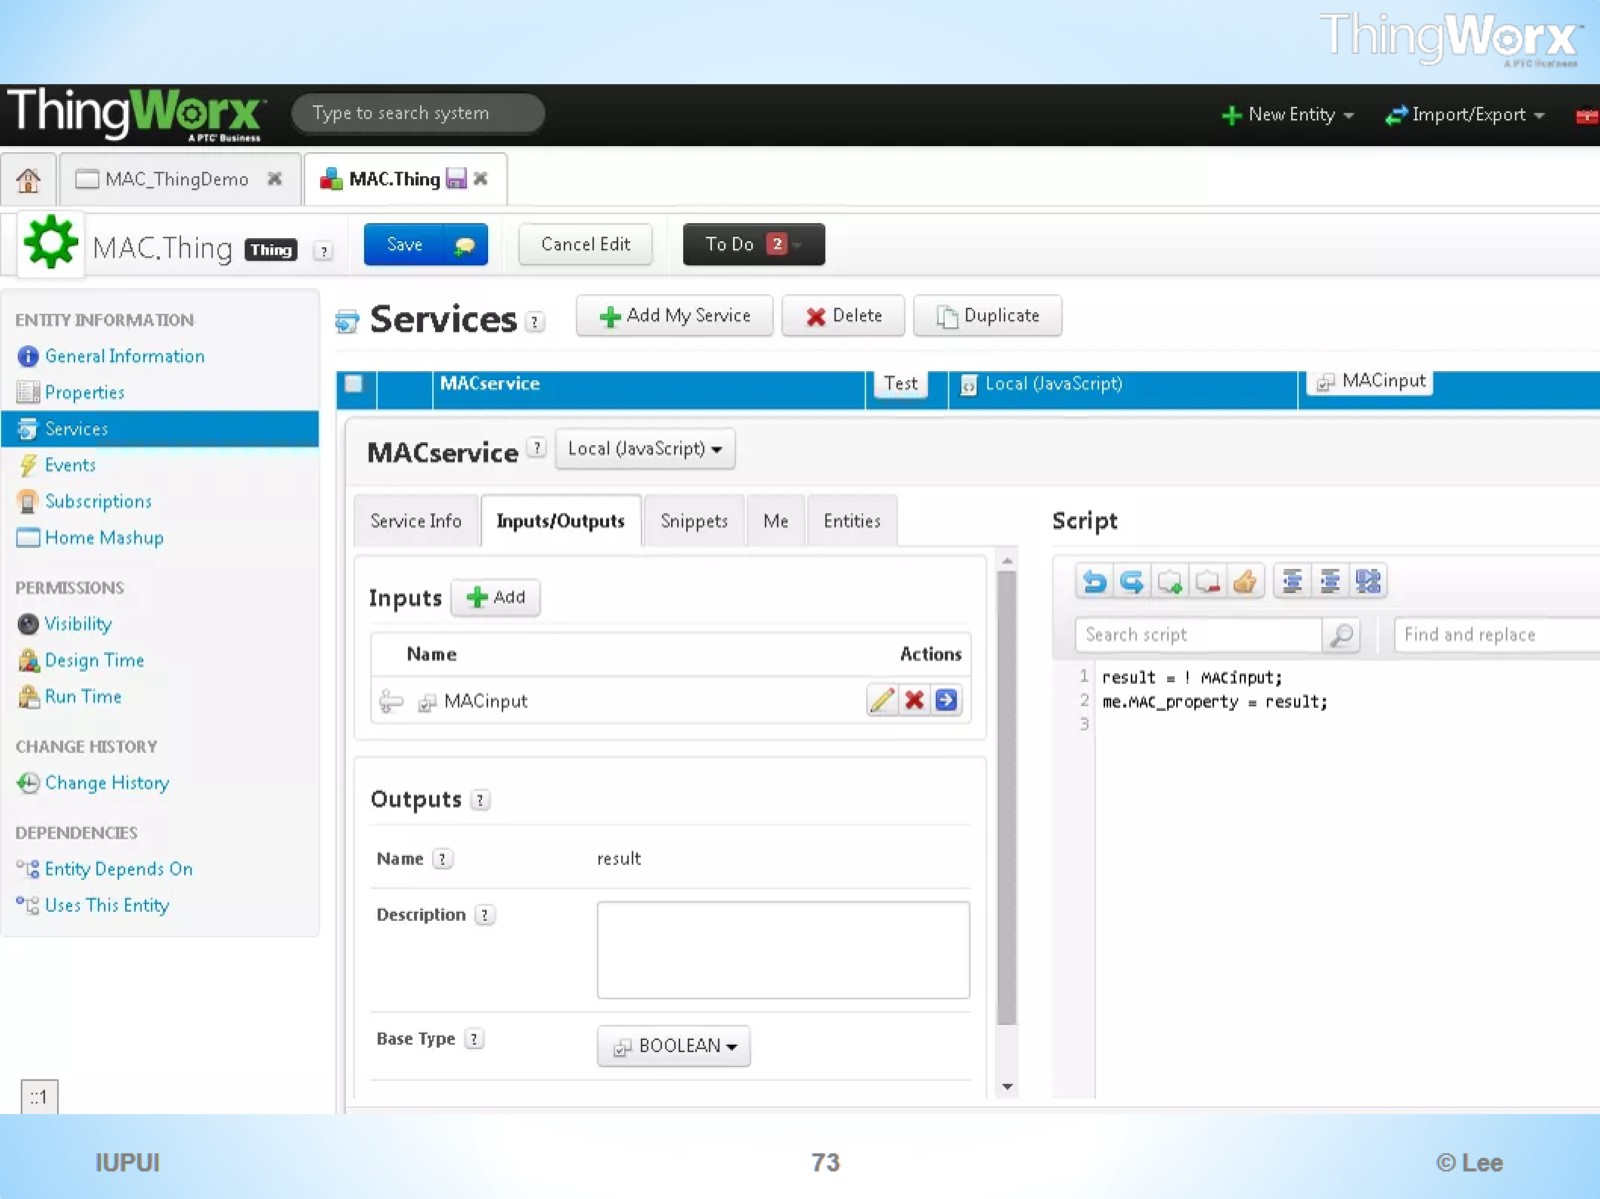 ThingWorx
A PTC Business
ThingWorx
A PTC Business
Type to search system
New Entity
Import/Export
MAC_ThingDemo
MAC.Thing
MAC.Thing Thing ?
Save
Cancel Edit
To Do 2
ENTITY INFORMATION
General Information
Properties
Services
Events
Subscriptions
Home Mashup
PERMISSIONS
Visibility
Design Time
Run Time
CHANGE HISTORY
Change History
DEPENDENCIES
Entity Depends On
Uses This Entity
::1
Services ?
Add My Service
Delete
Duplicate
MACservice
Test
Local (JavaScript)
MACinput
MACservice ?
Local (JavaScript)
Service Info
Inputs/Outputs
Snippets
Me
Entities
Inputs
Add
Name
Actions
MACinput
Outputs ?
Name ?
result
Description ?
Base Type ?
BOOLEAN
Script
Search script
Find and replace
1 result = ! MACinput;
2 me.MAC_property = result;
3
IUPUI
73
© Lee